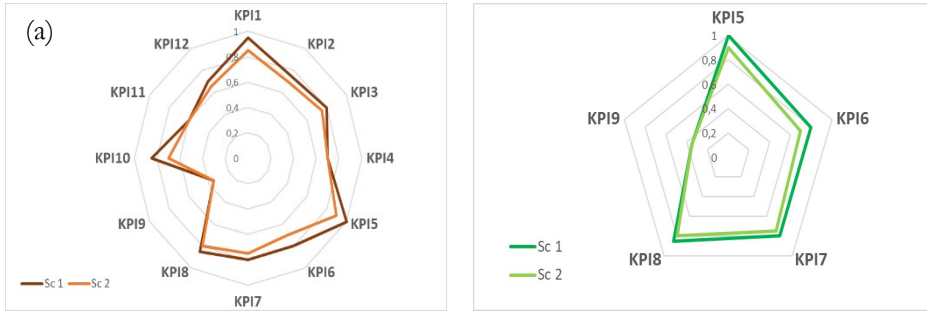 (a)
KPI1
KPI2
KPI3
KPI4
KPI5
KPI6
KPI7
KPI8
KPI9
KPI10
KPI11
KPI12
1
0,8
0,6
0,4
0,2
0
Sc 1
Sc 2
KPI5
KPI6
KPI7
KPI8
KPI9
1
0,8
0,6
0,4
0,2
0
Sc 1
Sc 2